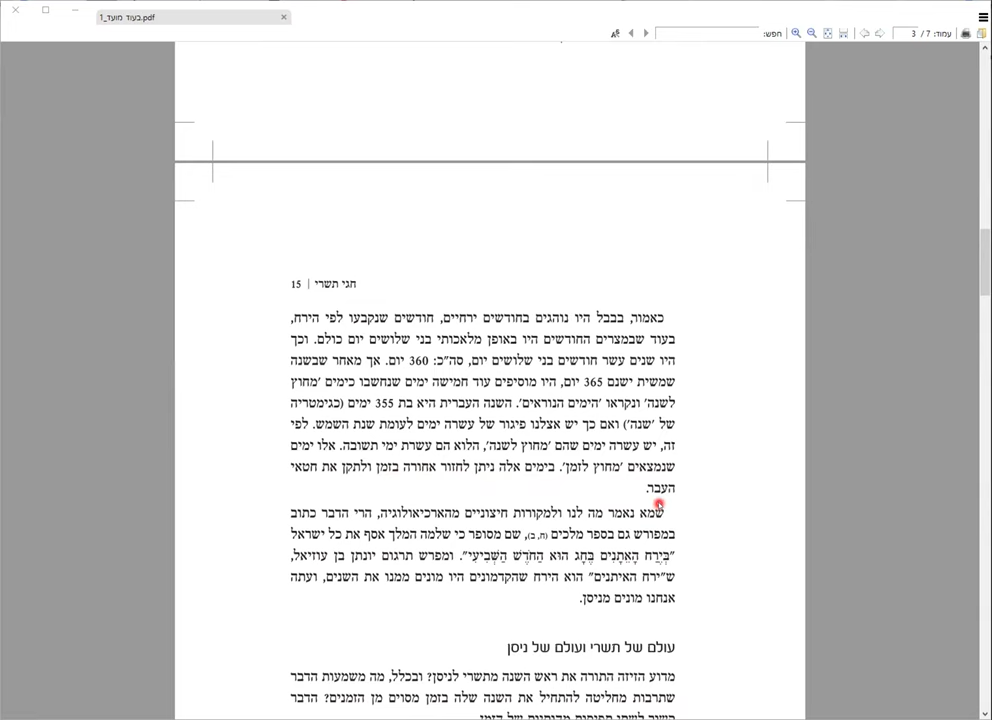 בעוד מועד_1.pdf
עמוד: 7/ 3
חפש:
חגי תשרי | 15
כאמור, בבבל היו נוהגים בחודשים ירחיים, חודשים שנקבעו לפי הירח,
בעוד שבמצרים החודשים היו באופן מלאכותי בני שלושים יום כולם. וכך
היו שנים עשר חודשים בני שלושים יום, סה"כ: 360 יום. אך מאחר שבשנה
שמשית ישנם 365 יום, היו מוסיפים עוד חמישה ימים שנחשבו כימים 'מחוץ
לשנה' ונקראו 'הימים הנוראים'. השנה העברית היא בת 355 ימים (כגימטריה
של 'שנה') ואם כך יש אצלנו פיגור של עשרה ימים לעומת שנת השמש. לפי
זה, יש עשרה ימים שהם 'מחוץ לשנה', הלוא הם עשרת ימי תשובה. אלו ימים
שנמצאים 'מחוץ לזמן'. בימים אלה ניתן לחזור אחורה בזמן ולתקן את חטאי
העבר.
שמא נאמר מה לנו ולמקורות חיצוניים מהארכיאולוגיה, הרי הדבר כתוב
במפורש גם בספר מלכים (ח, ב), שם מסופר כי שלמה המלך אסף את כל ישראל
"בְּיֶרַח הָאֵתָנִים בֶּחָג הוּא הַחֹדֶשׁ הַשְּׁבִיעִי". ומפרש תרגום יונתן בן עוזיאל,
ש"ירח האיתנים" הוא הירח שהקדמונים היו מונים ממנו את השנים, ועתה
אנחנו מונים מניסן.
עולם של תשרי ועולם של ניסן
מדוע הזיזה התורה את ראש השנה מתשרי לניסן? ובכלל, מה משמעות הדבר
שתרבות מחליטה להתחיל את השנה שלה בזמן מסוים מן הזמנים? הדבר